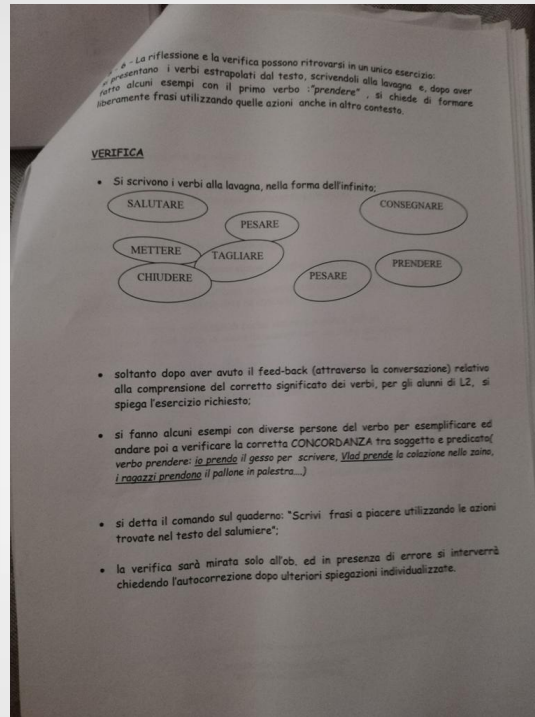 6 - La riflessione e la verifica possono ritrovarsi in un unico esercizio:
presentano i verbi estrapolati dal testo, scrivendoli alla lavagna e, dopo aver
fatto alcuni esempi con il primo verbo :"prendere" , si chiede di formare
liberamente frasi utilizzando quelle azioni anche in altro contesto.
VERIFICA
• Si scrivono i verbi alla lavagna, nella forma dell'infinito;
SALUTARE
CONSEGNARE
PESARE
METTERE
TAGLIARE
PRENDERE
CHIUDERE
PESARE
• soltanto dopo aver avuto il feed-back (attraverso la conversazione) relativo
alla comprensione del corretto significato dei verbi, per gli alunni di L2, si
spiega l'esercizio richiesto;
• si fanno alcuni esempi con diverse persone del verbo per esemplificare ed
andare poi a verificare la corretta CONCORDANZA tra soggetto e predicato(
verbo prendere: io prendo il gesso per scrivere, Vlad prende la colazione nello zaino,
i ragazzi prendono il pallone in palestra....)
• si detta il comando sul quaderno: "Scrivi frasi a piacere utilizzando le azioni
trovate nel testo del salumiere";
• la verifica sarà mirata solo all'ob. ed in presenza di errore si interverrà
chiedendo l'autocorrezione dopo ulteriori spiegazioni individualizzate.